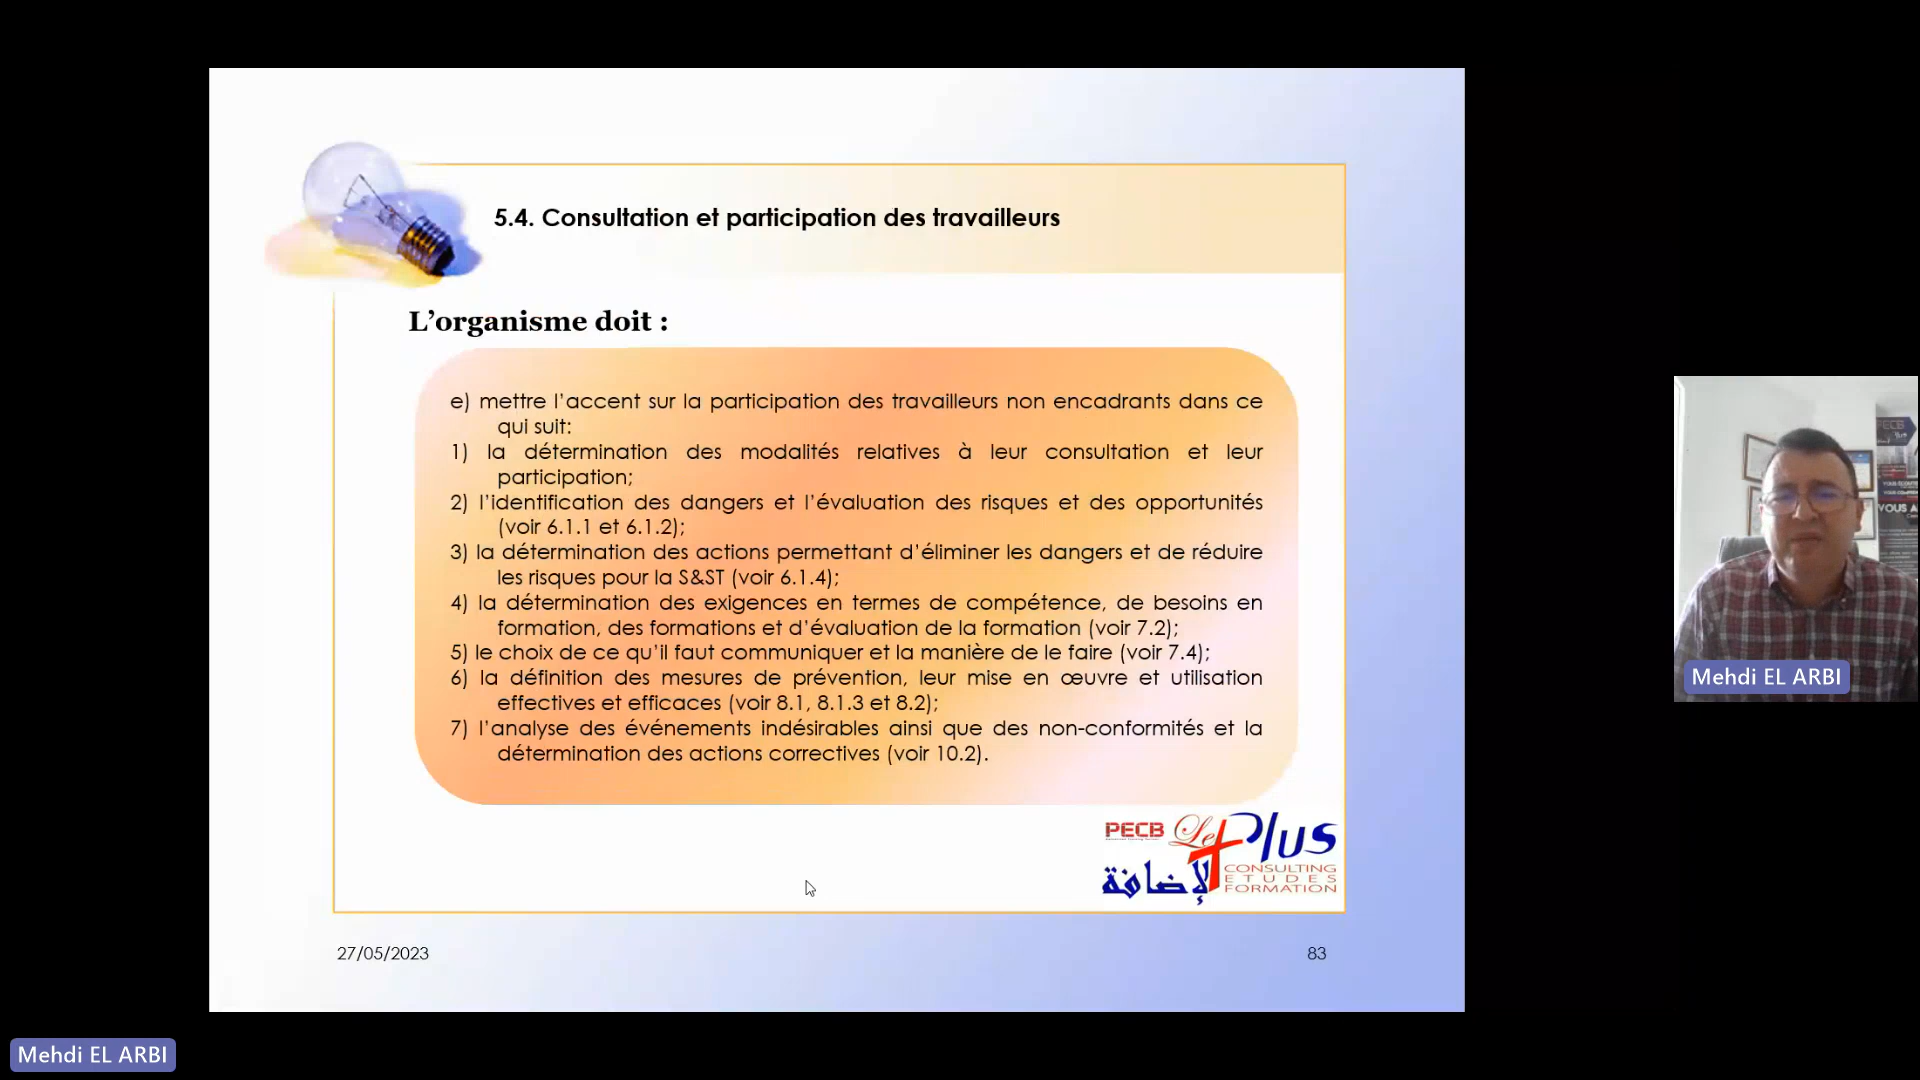 5.4. Consultation et participation des travailleurs
L’organisme doit :
e) mettre l’accent sur la participation des travailleurs non encadrants dans ce
qui suit:
1) la détermination des modalités relatives à leur consultation et leur
participation;
2) l’identification des dangers et l’évaluation des risques et des opportunités
(voir 6.1.1 et 6.1.2);
3) la détermination des actions permettant d’éliminer les dangers et de réduire
les risques pour la S&ST (voir 6.1.4);
4) la détermination des exigences en termes de compétence, de besoins en
formation, des formations et d’évaluation de la formation (voir 7.2);
5) le choix de ce qu’il faut communiquer et la manière de le faire (voir 7.4);
6) la définition des mesures de prévention, leur mise en œuvre et utilisation
effectives et efficaces (voir 8.1, 8.1.3 et 8.2);
7) l’analyse des événements indésirables ainsi que des non-conformités et la
détermination des actions correctives (voir 10.2).
PECB Le Plus
الإضافة
CONSULTING
ETUDES
FORMATION
27/05/2023
83
PECB
VOUS A
Mehdi EL ARBI
Mehdi EL ARBI